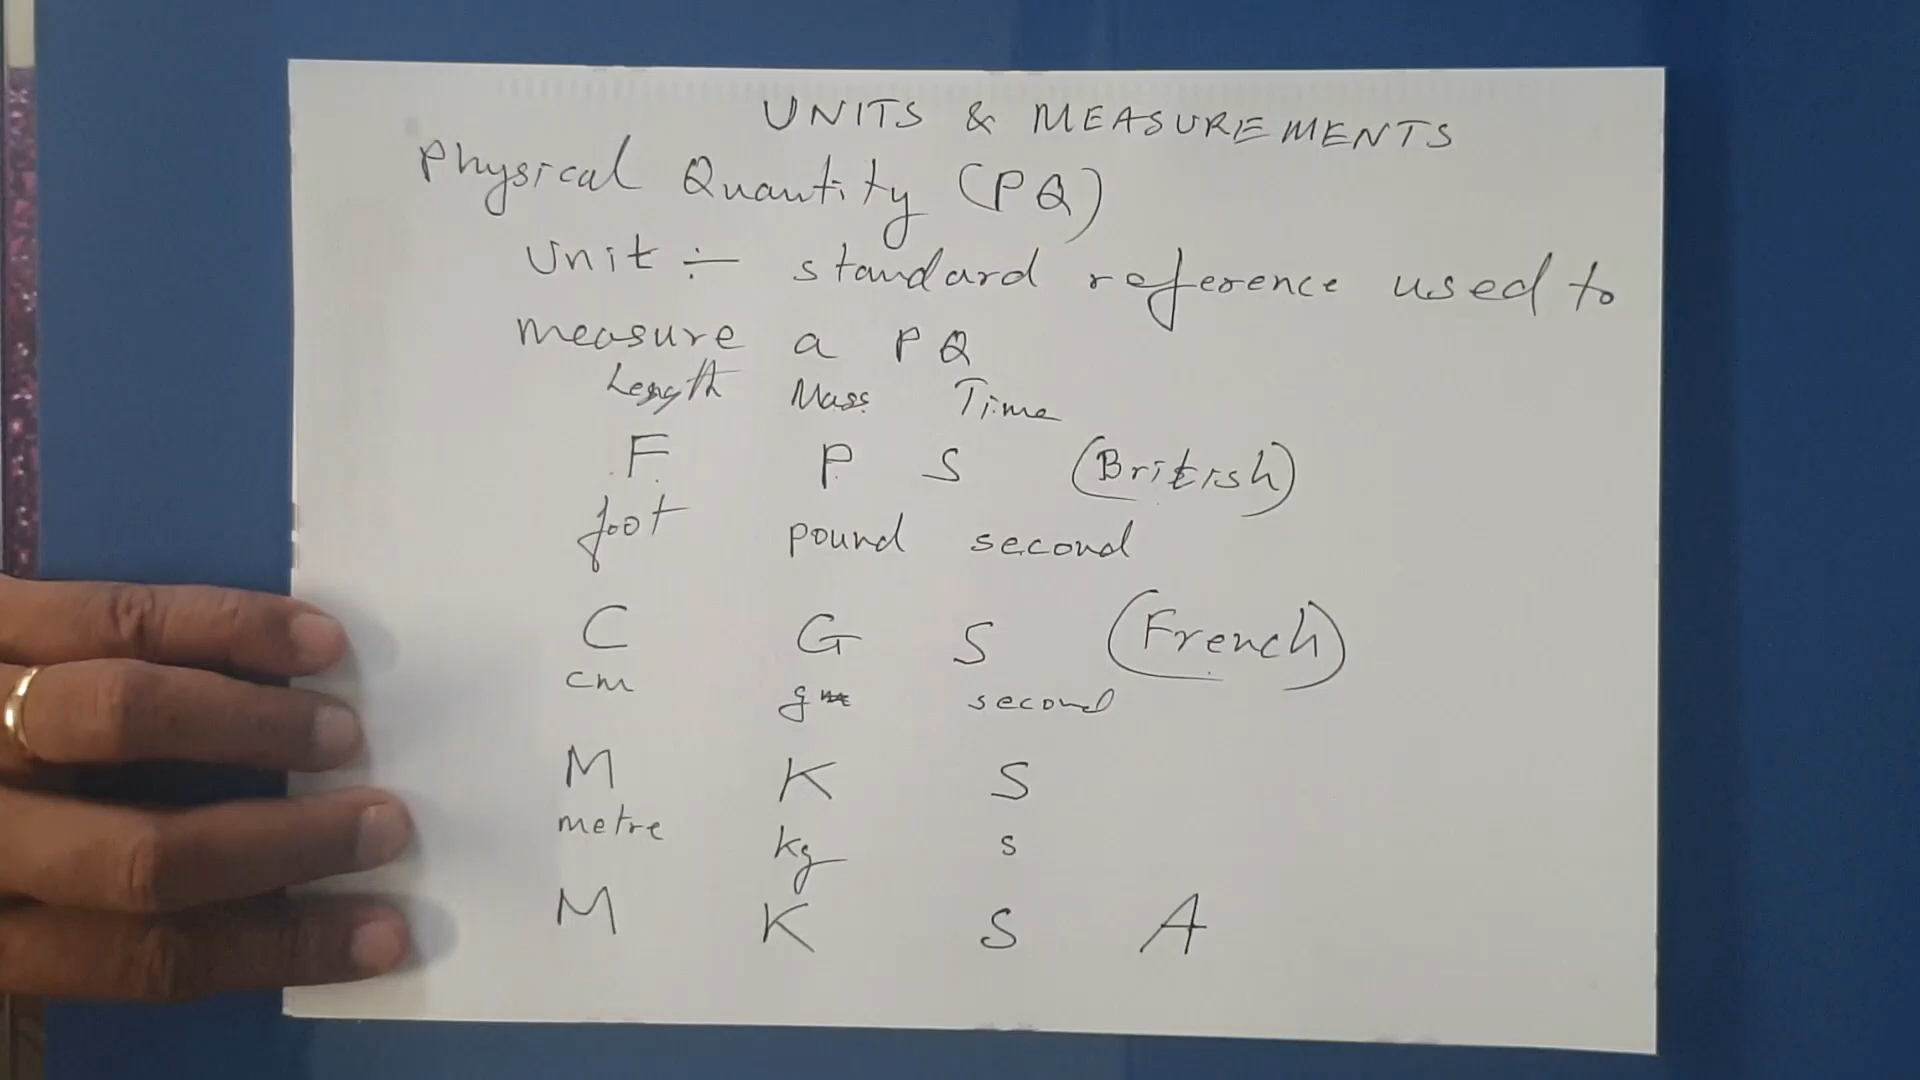 UNITS & MEASUREMENTS
Physical Quantity (PQ)
Unit ÷ standard reference used to
measure a PQ
Length Mass Time
F P S (British)
foot pound second
C G S (French)
cm g second
M K S
metre kg s
M K S A